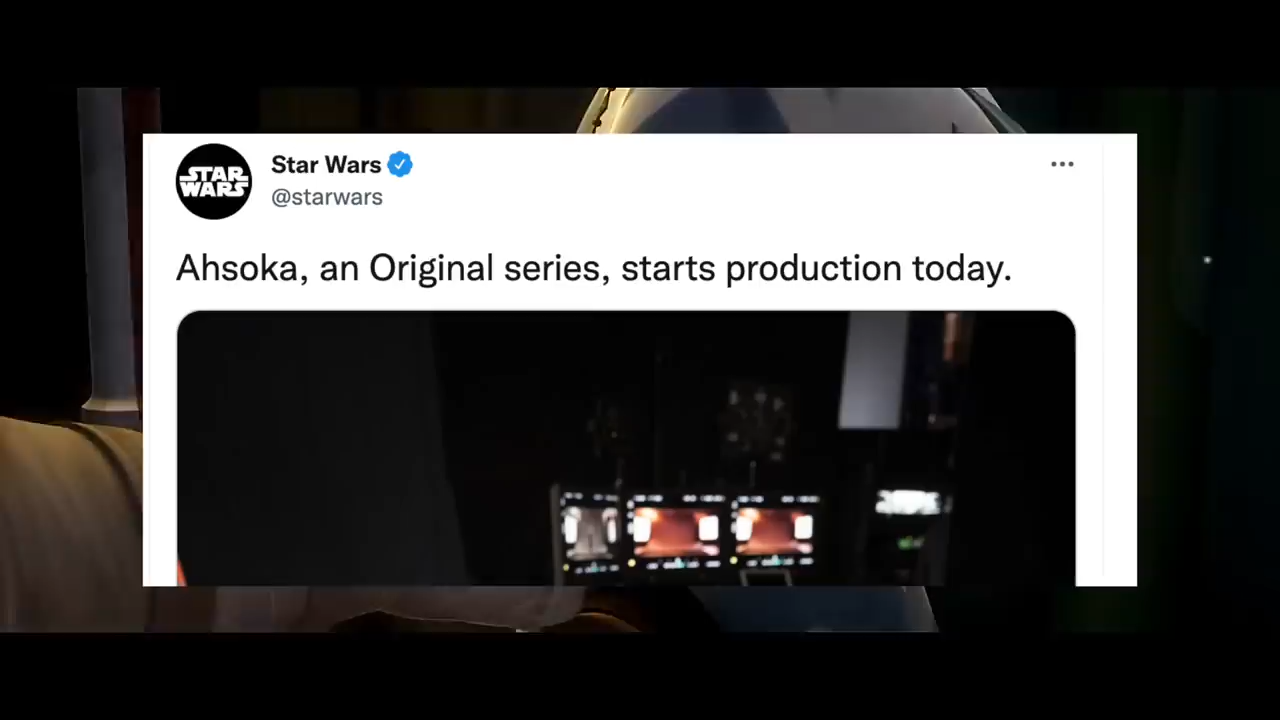 STAR
WARS
Star Wars
@starwars
Ahsoka, an Original series, starts production today.